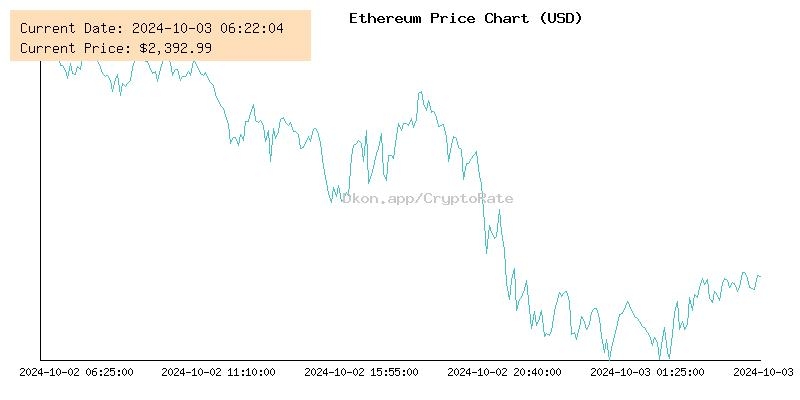 Ethereum Price Chart (USD)
Current Date: 2024-10-03 06:22:04
Current Price: $2,392.99
Dkon.app/CryptoRate
2024-10-02 06:25:00 2024-10-02 11:10:00 2024-10-02 15:55:00 2024-10-02 20:40:00 2024-10-03 01:25:00 2024-10-03